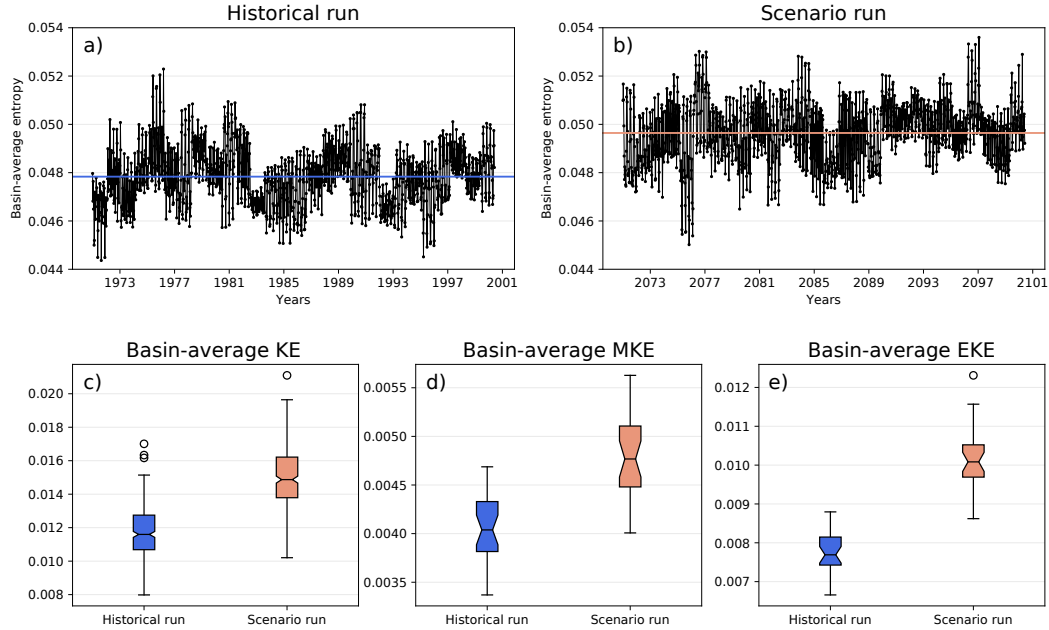 Historical run
Scenario run
a)
b)
Basin-average entropy
0.054
0.052
0.050
0.048
0.046
0.044
1973 1977 1981 1985 1989 1993 1997 2001
Years
Basin-average entropy
0.054
0.052
0.050
0.048
0.046
0.044
2073 2077 2081 2085 2089 2093 2097 2101
Years
Basin-average KE
c)
0.020
0.018
0.016
0.014
0.012
0.010
0.008
Historical run Scenario run
Basin-average MKE
d)
0.0055
0.0050
0.0045
0.0040
0.0035
Historical run Scenario run
Basin-average EKE
e)
0.012
0.011
0.010
0.009
0.008
0.007
Historical run Scenario run